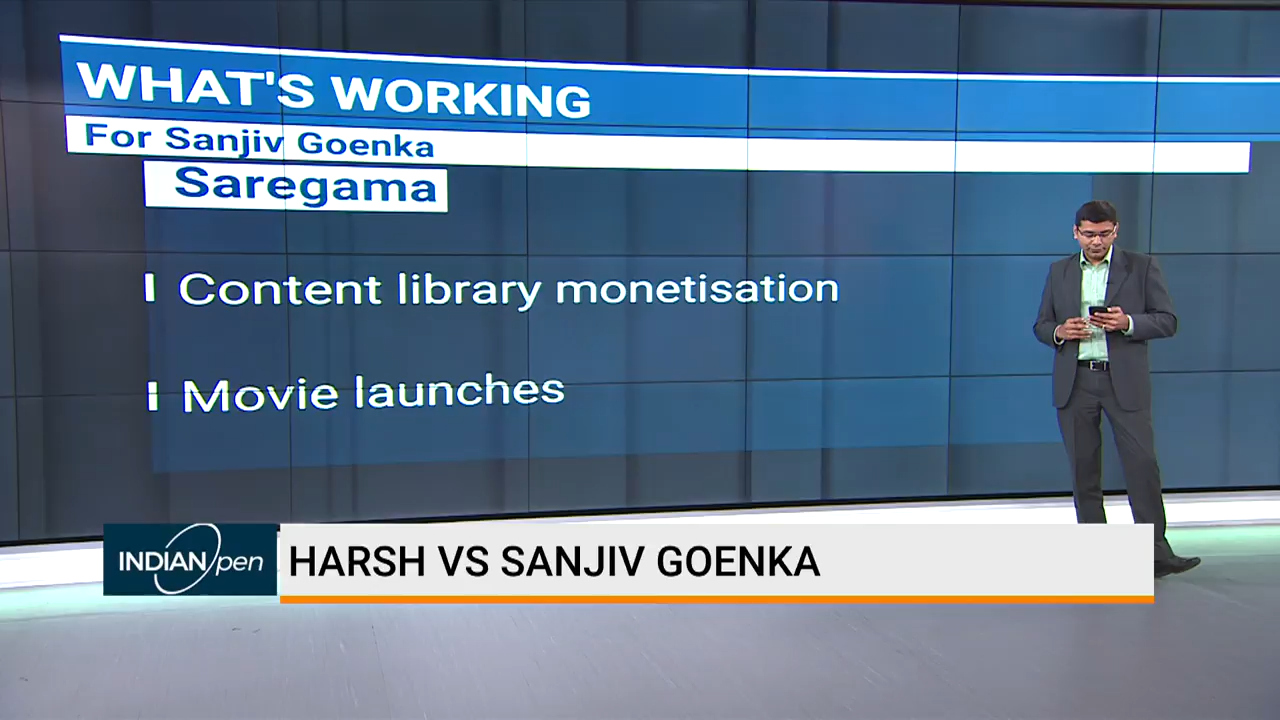 WHAT'S WORKING
For Sanjiv Goenka
Saregama
Content library monetisation
Movie launches
INDIAN Open
HARSH VS SANJIV GOENKA